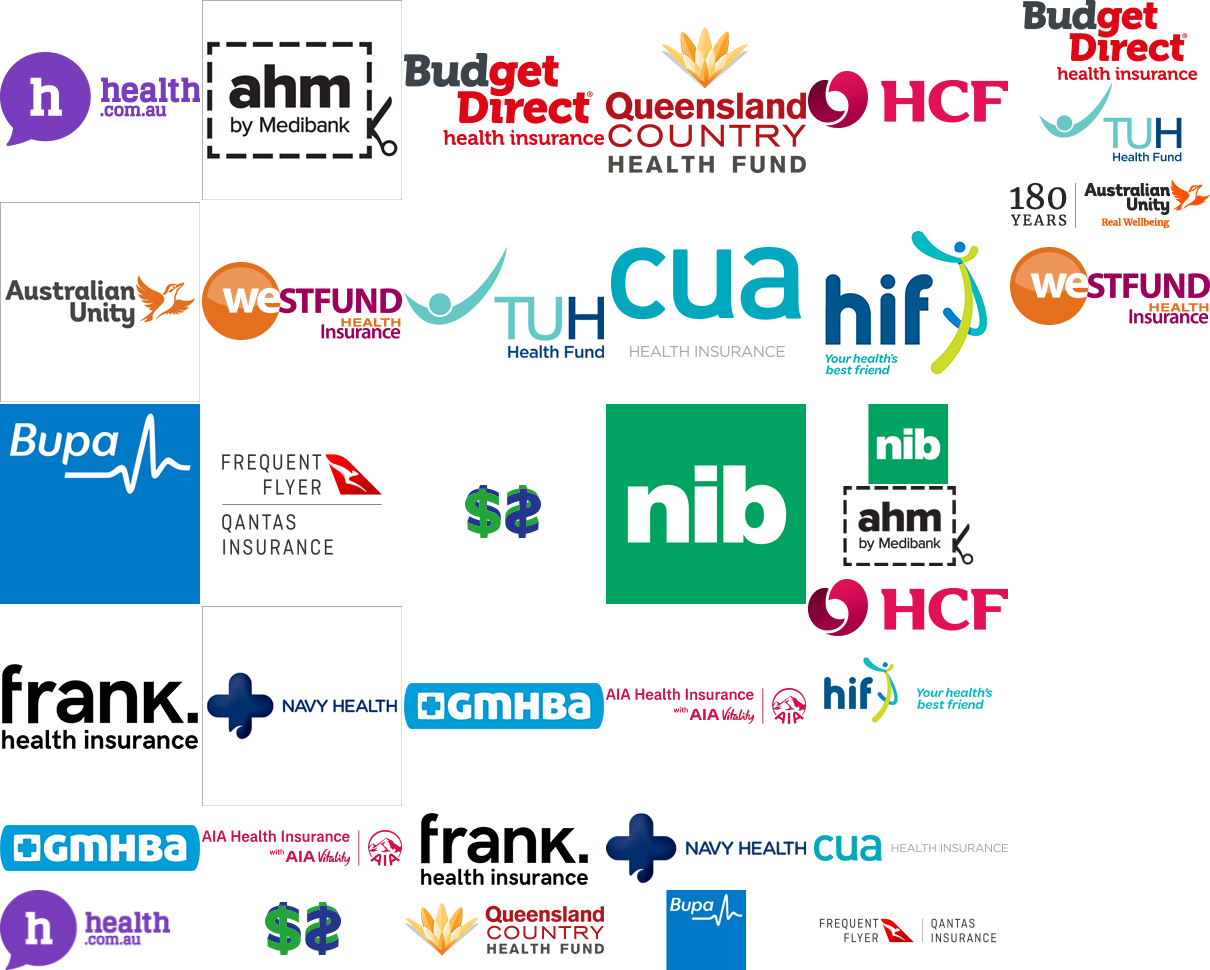 h health
.com.au
ahm
by Medibank
Budget
Direct®
health insurance
Queensland
COUNTRY
HEALTH FUND
HCF
Budget
Direct®
health insurance
TUH
Health Fund
180
YEARS
Australian
Unity
Real Wellbeing
Australian
Unity
weSTFUND
HEALTH
Insurance
TUH
Health Fund
cua
HEALTH INSURANCE
hif
Your health's
best friend
weSTFUND
HEALTH
Insurance
Bupa
FREQUENT
FLYER
QANTAS
INSURANCE
$$
nib
nib
ahm
by Medibank
HCF
frank.
health insurance
NAVY HEALTH
GMHBa
AIA Health Insurance
with AIA Vitality
AIA
hif
Your health's
best friend
GMHBa
AIA Health Insurance
with AIA Vitality
AIA
frank.
health insurance
NAVY HEALTH
cua HEALTH INSURANCE
h health
.com.au
$$
Queensland
COUNTRY
HEALTH FUND
Bupa
FREQUENT
FLYER
QANTAS
INSURANCE